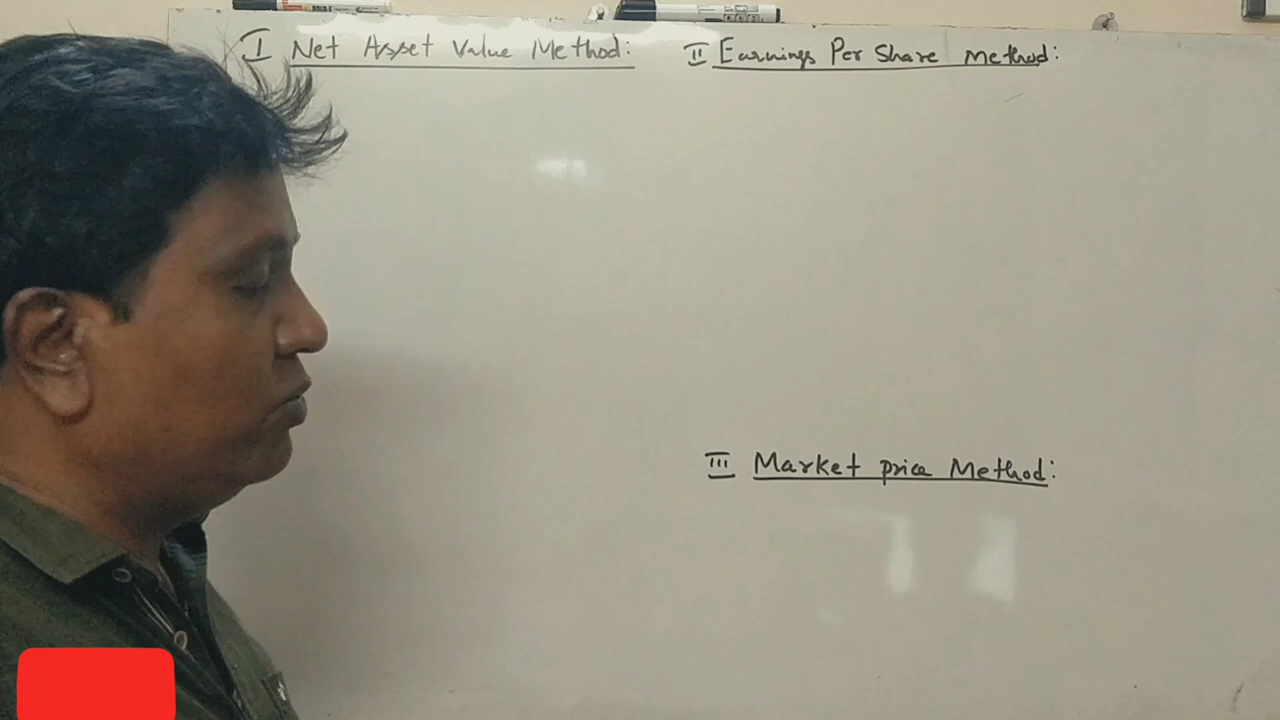 I Net Asset Value Method:
II Earnings Per Share Method:
III Market price Method: